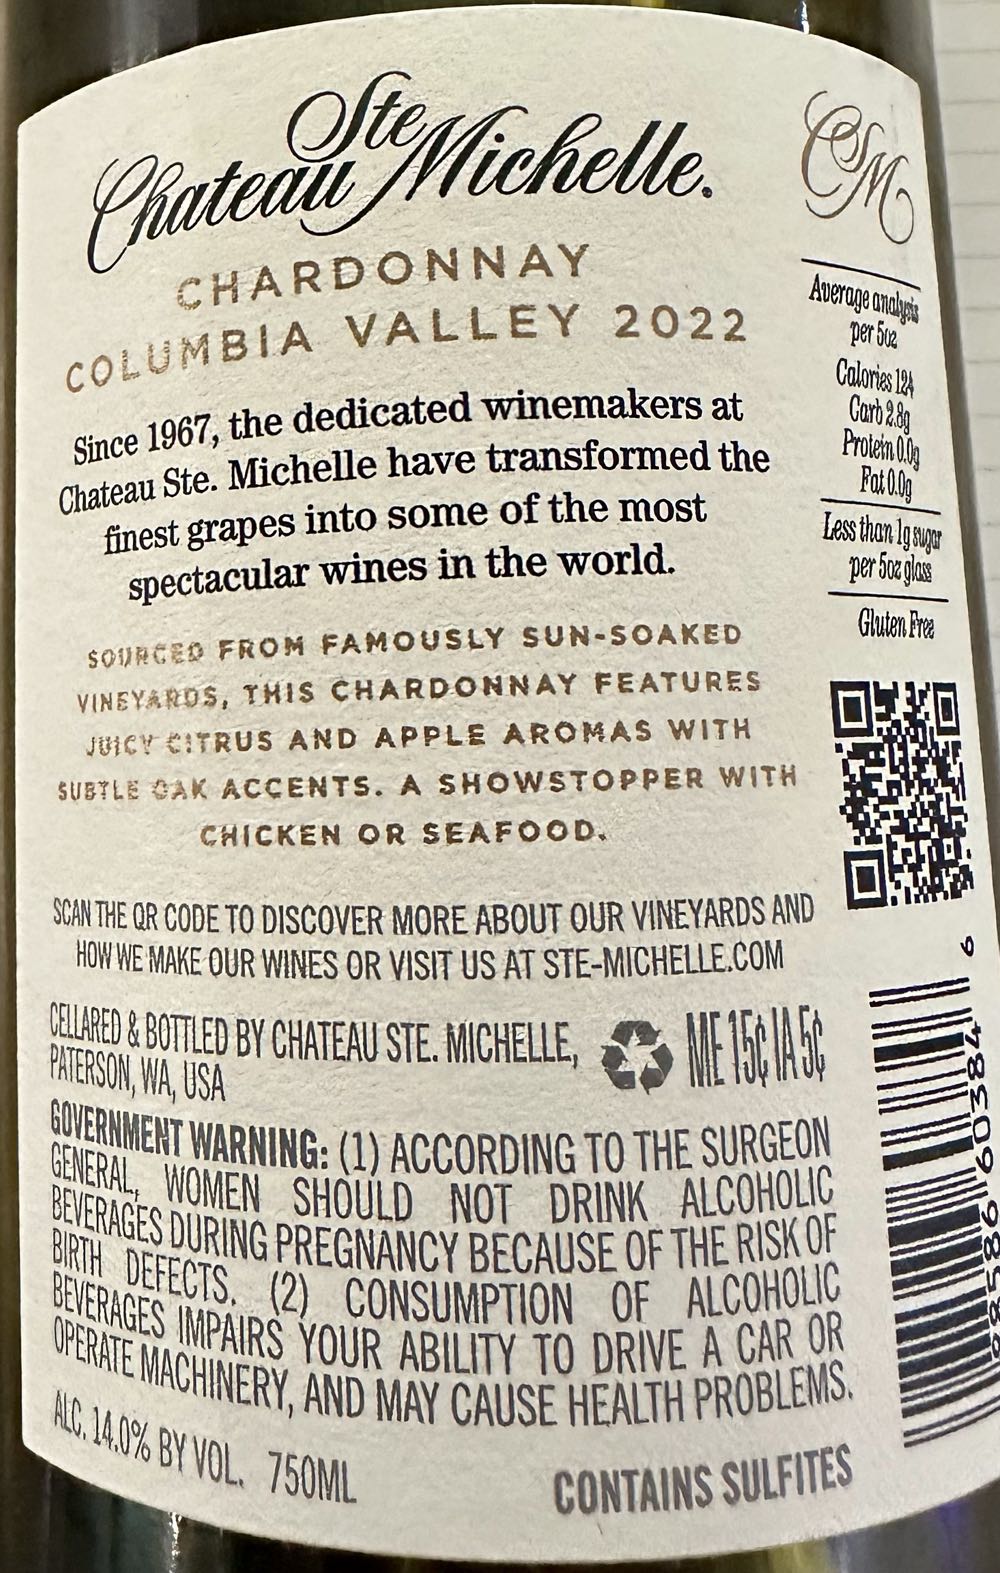 Chateau Ste Michelle.
CHARDONNAY
COLUMBIA VALLEY 2022
Since 1967, the dedicated winemakers at
Chateau Ste. Michelle have transformed the
finest grapes into some of the most
spectacular wines in the world.
SOURCED FROM FAMOUSLY SUN-SOAKED
VINEYARDS, THIS CHARDONNAY FEATURES
JUICY CITRUS AND APPLE AROMAS WITH
SUBTLE OAK ACCENTS. A SHOWSTOPPER WITH
CHICKEN OR SEAFOOD.
SCAN THE QR CODE TO DISCOVER MORE ABOUT OUR VINEYARDS AND
HOW WE MAKE OUR WINES OR VISIT US AT STE-MICHELLE.COM
CELLARED & BOTTLED BY CHATEAU STE. MICHELLE,
PATERSON, WA, USA
ME 15¢ IA 5¢
GOVERNMENT WARNING: (1) ACCORDING TO THE SURGEON
GENERAL, WOMEN SHOULD NOT DRINK ALCOHOLIC
BEVERAGES DURING PREGNANCY BECAUSE OF THE RISK OF
BIRTH DEFECTS. (2) CONSUMPTION OF ALCOHOLIC
BEVERAGES IMPAIRS YOUR ABILITY TO DRIVE A CAR OR
OPERATE MACHINERY, AND MAY CAUSE HEALTH PROBLEMS.
ALC. 14.0% BY VOL. 750ML
CONTAINS SULFITES
CSM
Average analysis
per 5oz
Calories 124
Carb 2.8g
Protein 0.0g
Fat 0.0g
Less than 1g sugar
per 5oz glass
Gluten Free
60384 6